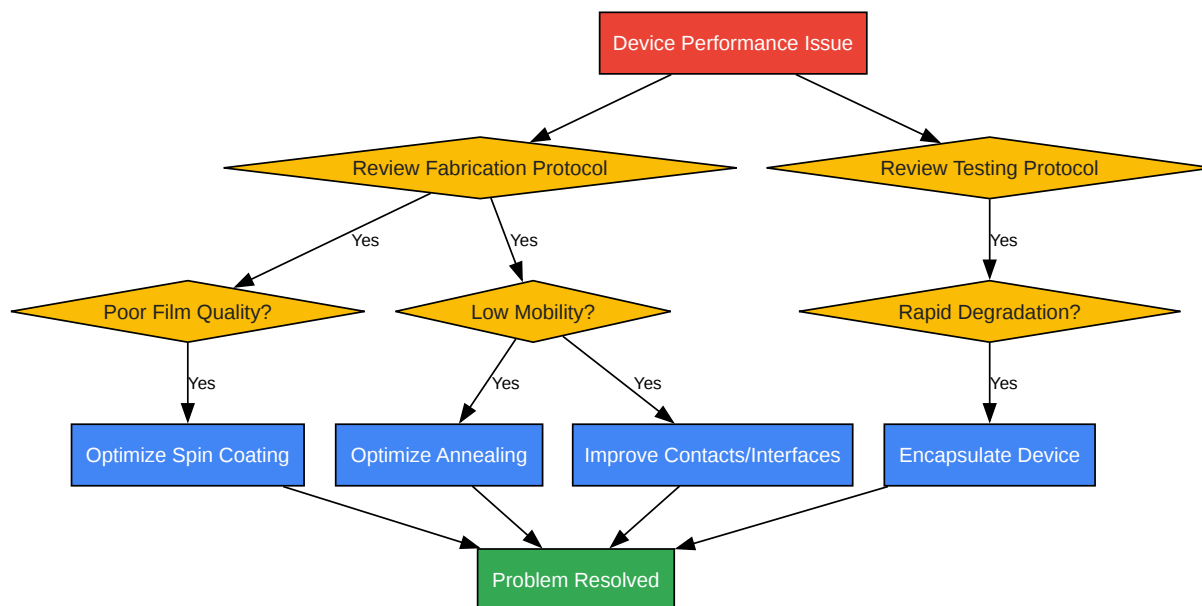 Device Performance Issue
Review Fabrication Protocol
Review Testing Protocol
Yes
Yes
Yes
Poor Film Quality?
Low Mobility?
Rapid Degradation?
Yes
Yes
Yes
Yes
Optimize Spin Coating
Optimize Annealing
Improve Contacts/Interfaces
Encapsulate Device
Problem Resolved